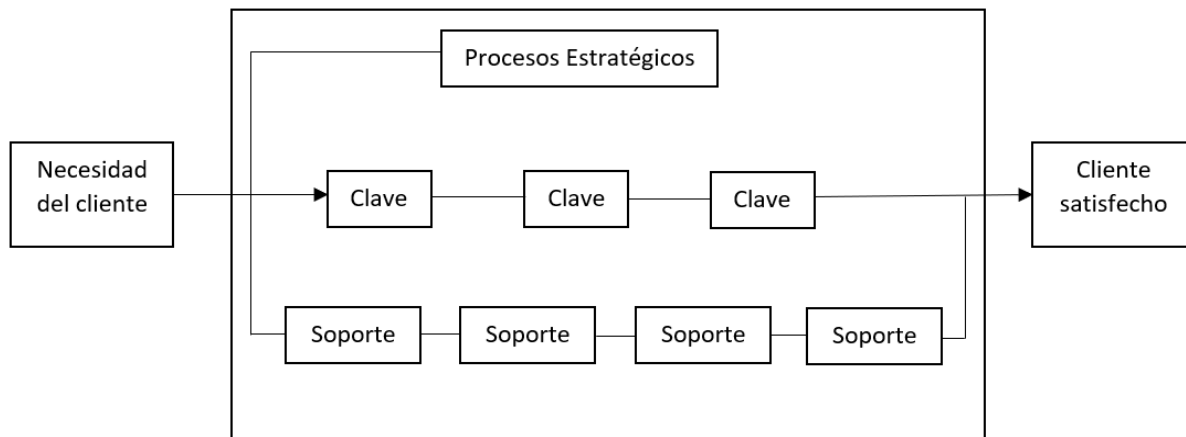 Procesos Estratégicos
Necesidad
del cliente
Clave
Clave
Clave
Cliente
satisfecho
Soporte
Soporte
Soporte
Soporte